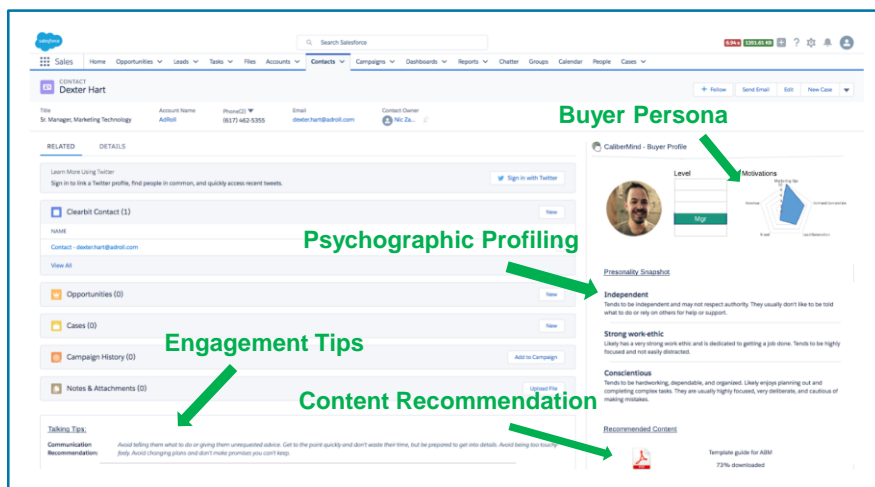 salesforce
Search Salesforce
6.94 s 1351.61 KB
Sales Home Opportunities Leads Tasks Files Accounts Contacts Campaigns Dashboards Reports Chatter Groups Calendar People Cases
CONTACT
Dexter Hart
+ Follow Send Email Edit New Case
Title Account Name Phone(2) Email Contact Owner
Sr. Manager, Marketing Technology AdRoll (617) 462-5355 dexter.hart@adroll.com Nic Za...
Buyer Persona
RELATED DETAILS
CaliberMind - Buyer Profile
Learn More Using Twitter
Sign in to link a Twitter profile, find people in common, and quickly access recent tweets.
Sign in with Twitter
Level
Mgr
Motivations
Clearbit Contact (1)
New
NAME
Contact - dexter.hart@adroll.com
View All
Psychographic Profiling
Presonality Snapshot
Opportunities (0)
New
Independent
Tends to be independent and may not respect authority. They usually don't like to be told
what to do or rely on others for help or support.
Cases (0)
New
Strong work-ethic
Likely has a very strong work ethic and is dedicated to getting a job done. Tends to be highly
focused and not easily distracted.
Engagement Tips
Campaign History (0)
Add to Campaign
Conscientious
Tends to be hardworking, dependable, and organized. Likely enjoys planning out and
completing complex tasks. They are usually highly focused, very deliberate, and cautious of
making mistakes.
Notes & Attachments (0)
Upload File
Content Recommendation
Talking Tips:
Communication Recommendation:
Avoid telling them what to do or giving them unrequested advice. Get to the point quickly and don't waste their time, but be prepared to get into details. Avoid being too touchy
feely. Avoid changing plans and don't make promises you can't keep.
Recommended Content
Template guide for ABM
73% downloaded